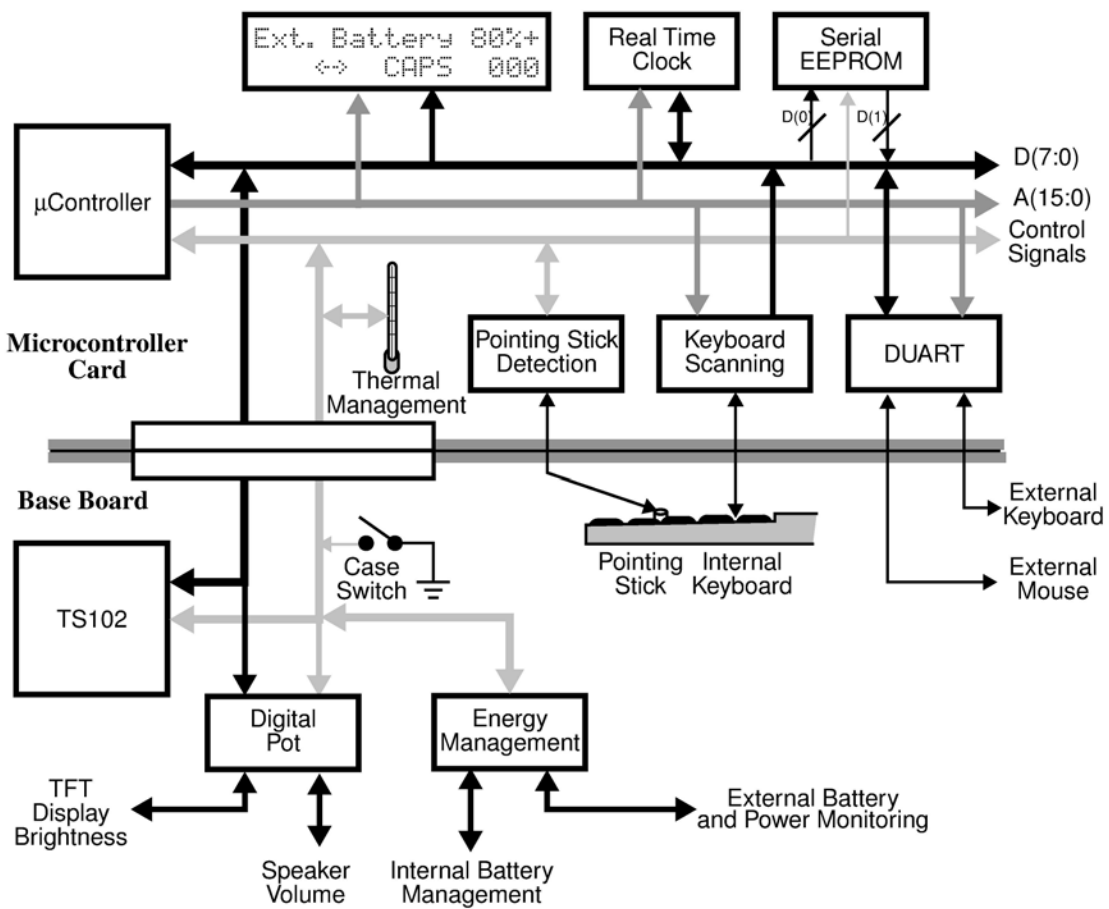 Ext. Battery 80%+
<-> CAPS 000
Real Time
Clock
Serial
EEPROM
D(0)
D(1)
μController
D(7:0)
A(15:0)
Control
Signals
Microcontroller
Card
Thermal
Management
Pointing Stick
Detection
Keyboard
Scanning
DUART
Base Board
TS102
Case
Switch
Pointing
Stick
Internal
Keyboard
External
Keyboard
External
Mouse
Digital
Pot
Energy
Management
TFT
Display
Brightness
Speaker
Volume
Internal Battery
Management
External Battery
and Power Monitoring